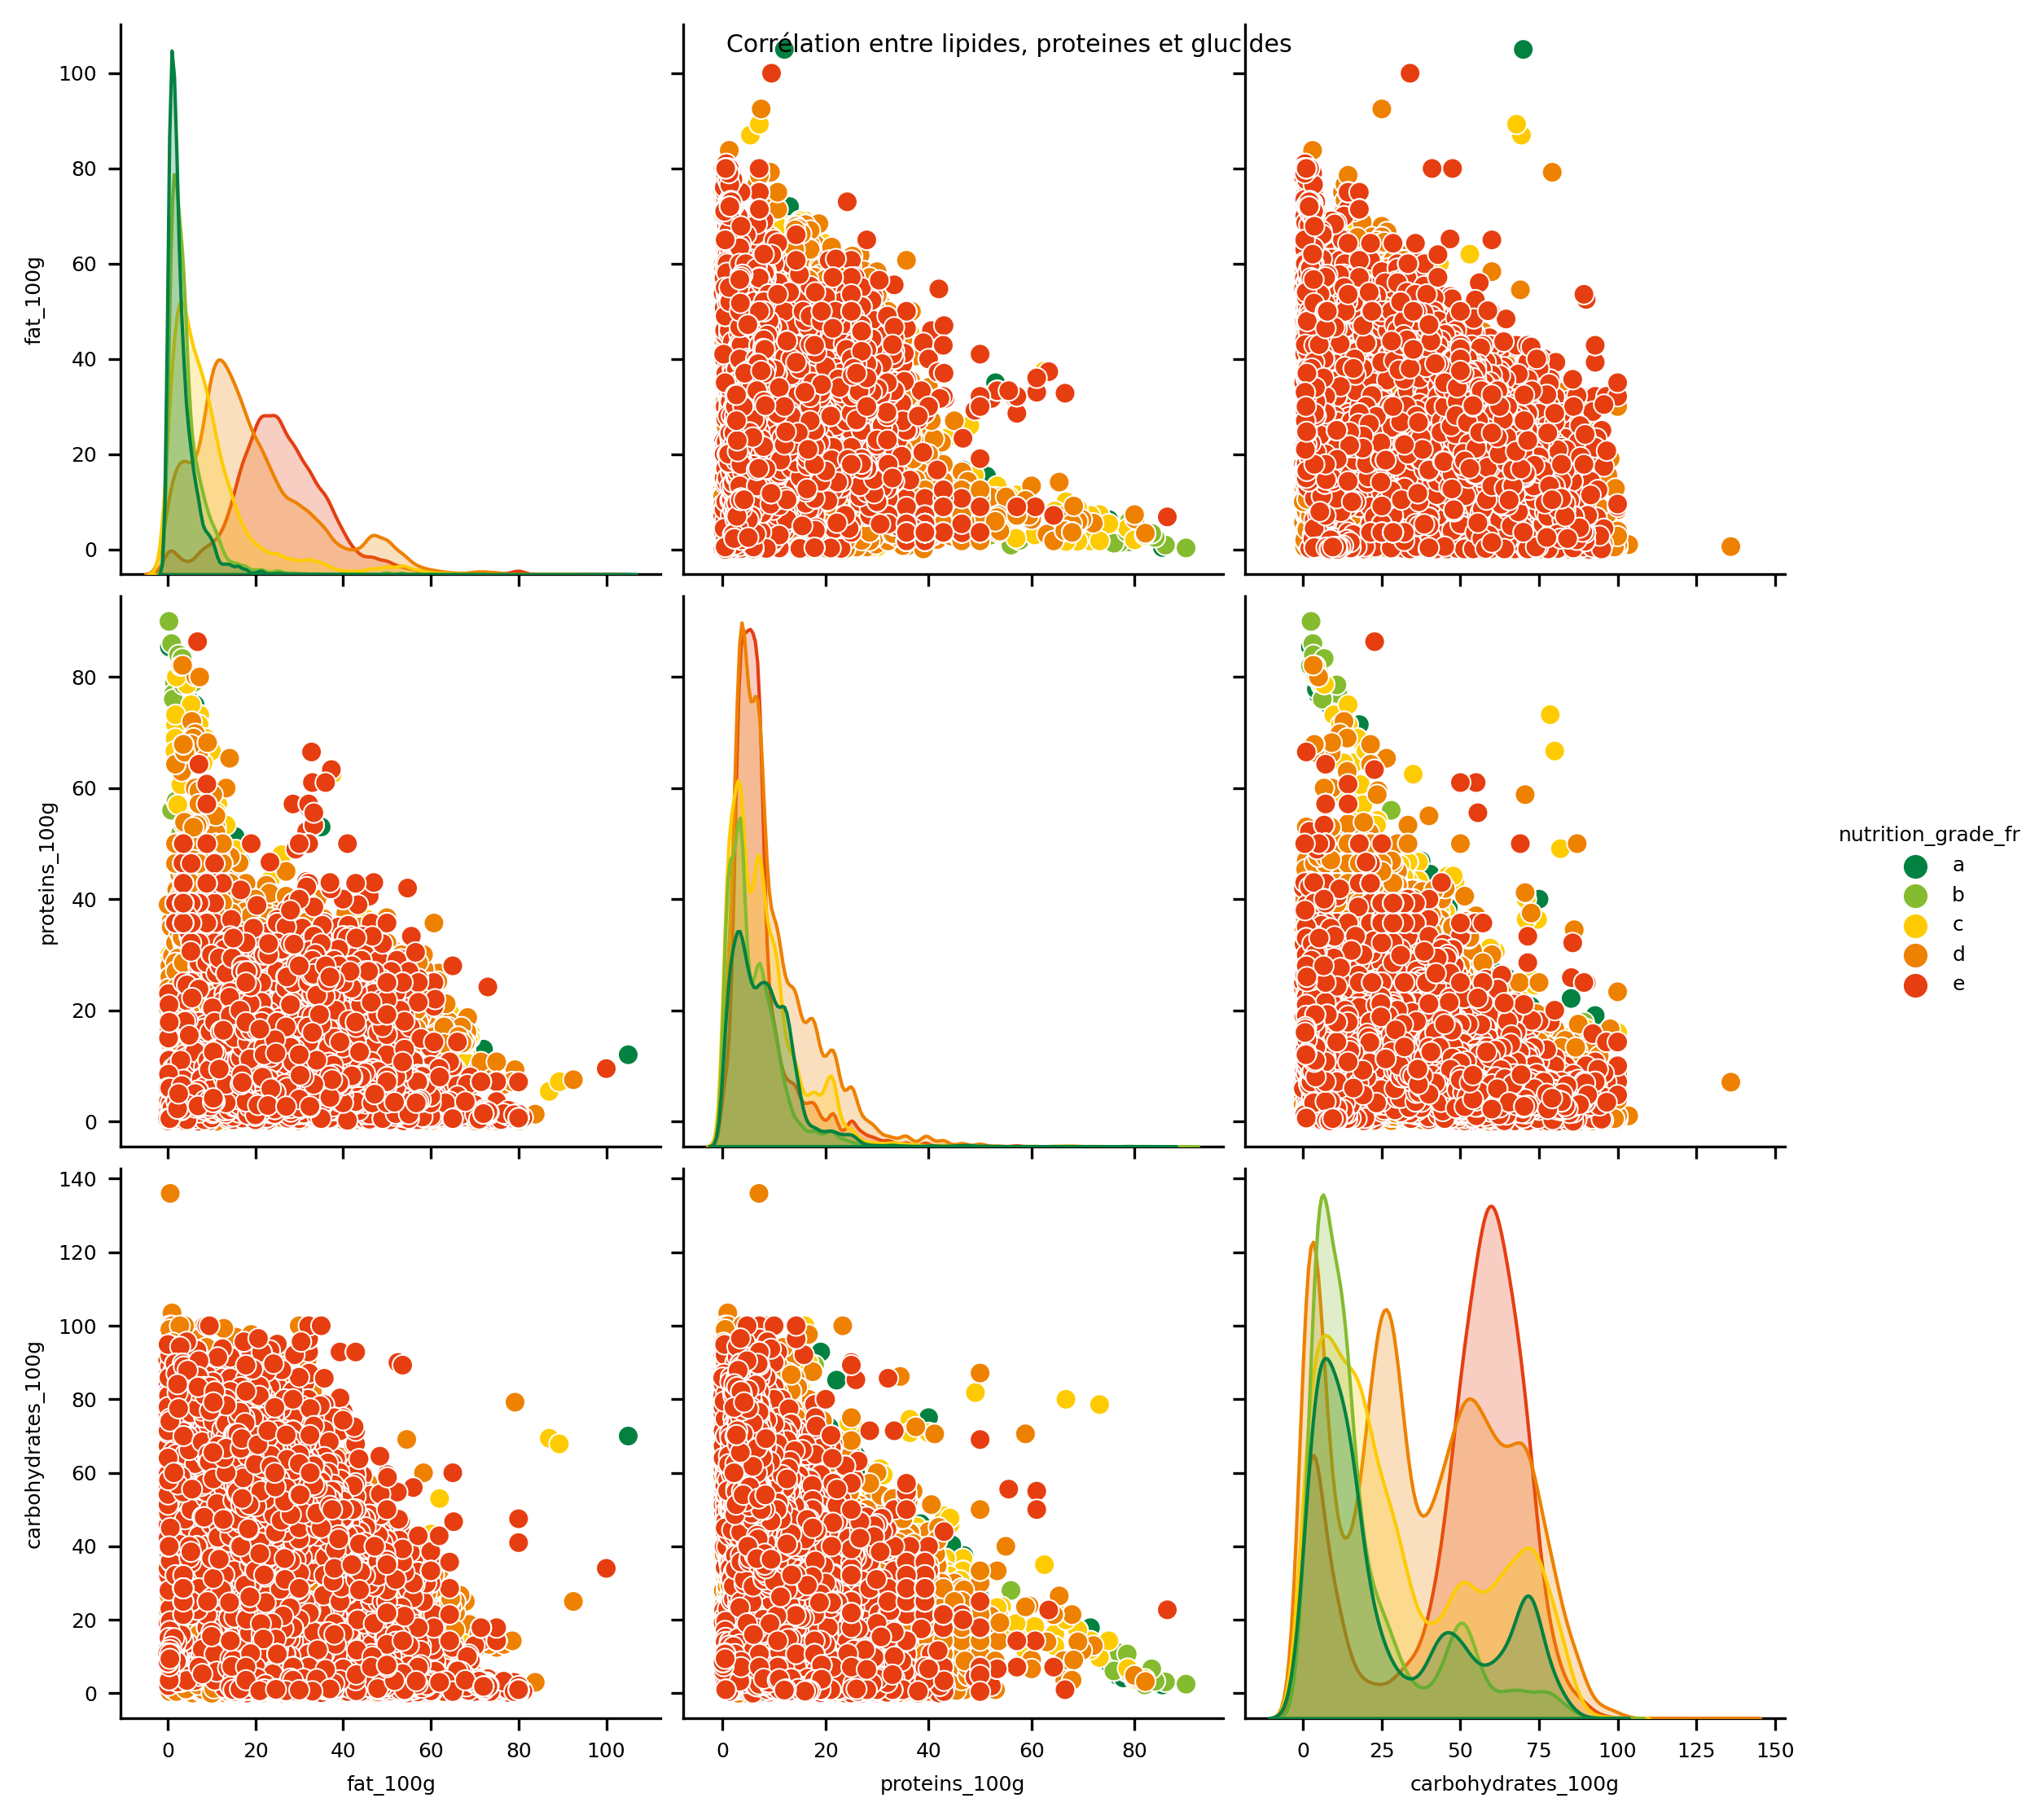 Corrélation entre lipides, proteines et glucides
100
80
60
40
20
0
fat_100g
80
60
40
20
0
proteins_100g
nutrition_grade_fr
a
b
c
d
e
140
120
100
80
60
40
20
0
carbohydrates_100g
0 20 40 60 80 100
0 20 40 60 80
0 25 50 75 100 125 150
fat_100g
proteins_100g
carbohydrates_100g